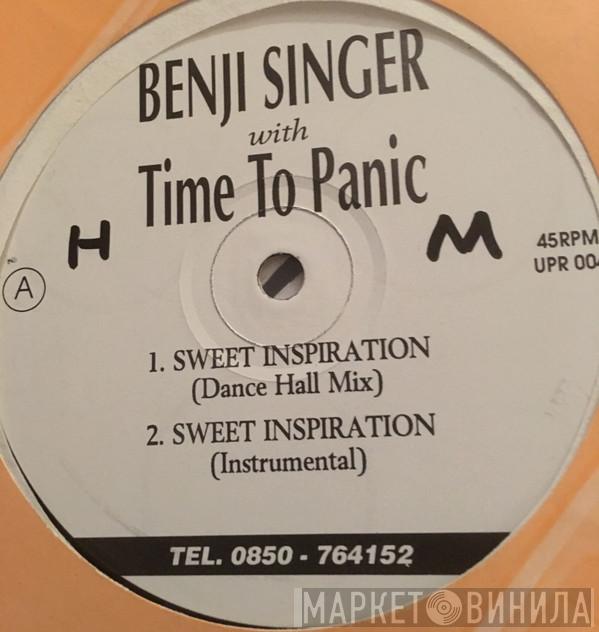 BENJI SINGER
with
Time To Panic
H M
45RPM
UPR 004
A
1. SWEET INSPIRATION
(Dance Hall Mix)
2. SWEET INSPIRATION
(Instrumental)
TEL. 0850 - 764152
МАРКЕТ ВИНИЛА